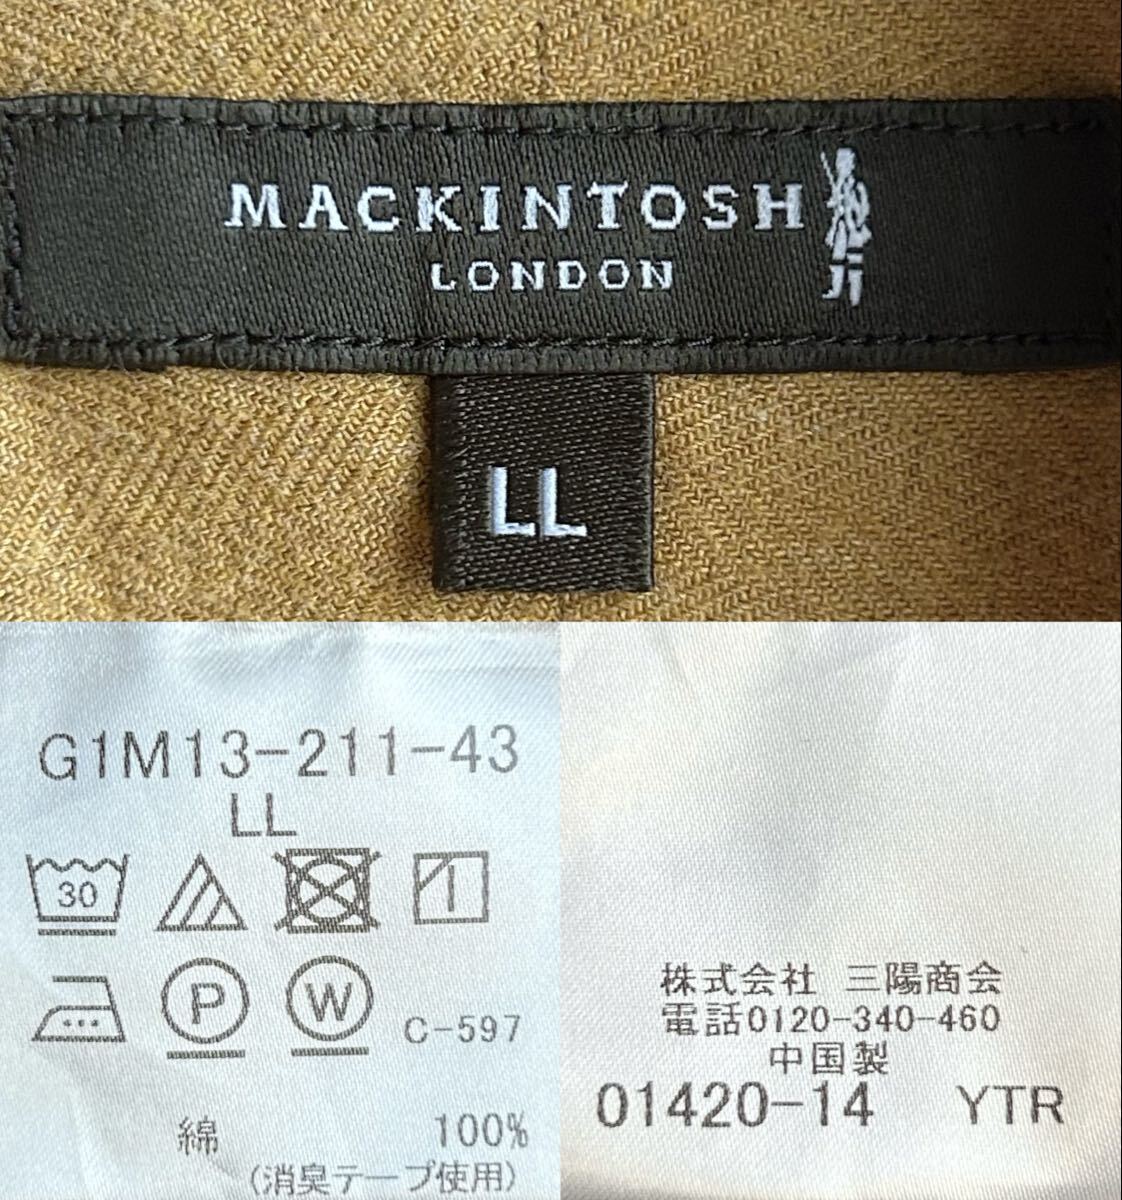 MACKINTOSH
LONDON
LL
G1M13-211-43
LL
30
P
W
C-597
綿 100%
(消臭テープ使用)
株式会社 三陽商会
電話0120-340-460
中国製
01420-14 YTR